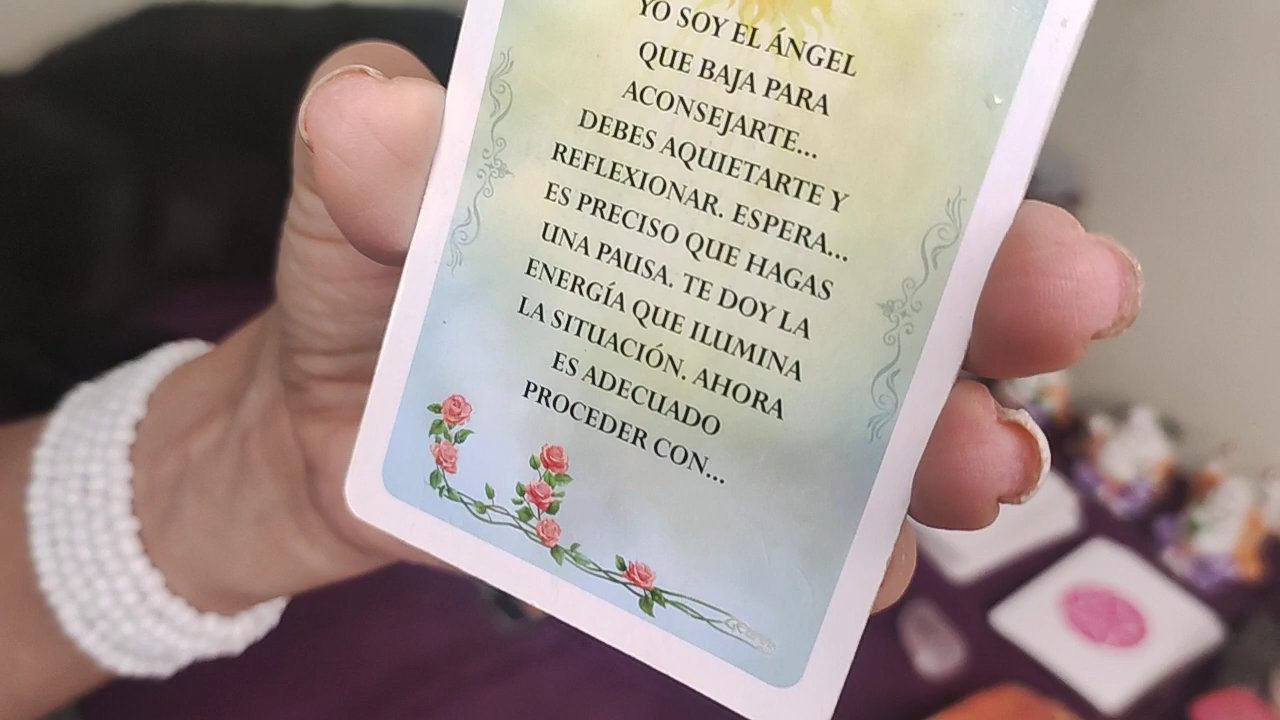 YO SOY EL ÁNGEL
QUE BAJA PARA
ACONSEJARTE...
DEBES AQUIETARTE Y
REFLEXIONAR. ESPERA...
ES PRECISO QUE HAGAS
UNA PAUSA. TE DOY LA
ENERGÍA QUE ILUMINA
LA SITUACIÓN. AHORA
ES ADECUADO
PROCEDER CON...